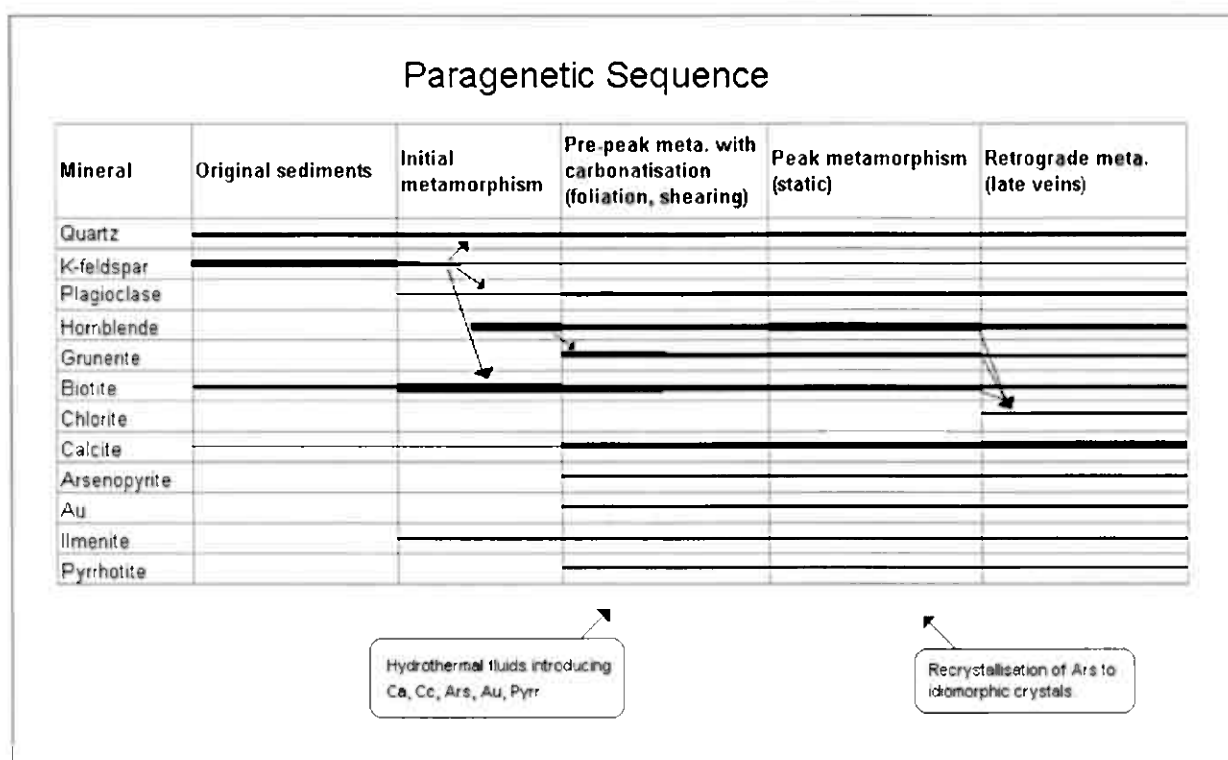 Paragenetic Sequence
Mineral
Original sediments
Initial
metamorphism
Pre-peak meta. with
carbonatisation
(foliation, shearing)
Peak metamorphism
(static)
Retrograde meta.
(late veins)
Quartz
K-feldspar
Plagioclase
Hornblende
Grunerite
Biotite
Chlorite
Calcite
Arsenopyrite
Au
Ilmenite
Pyrrhotite
Hydrothermal fluids introducing
Ca, Cc, Ars, Au, Pyrr
Recrystallisation of Ars to
idiomorphic crystals